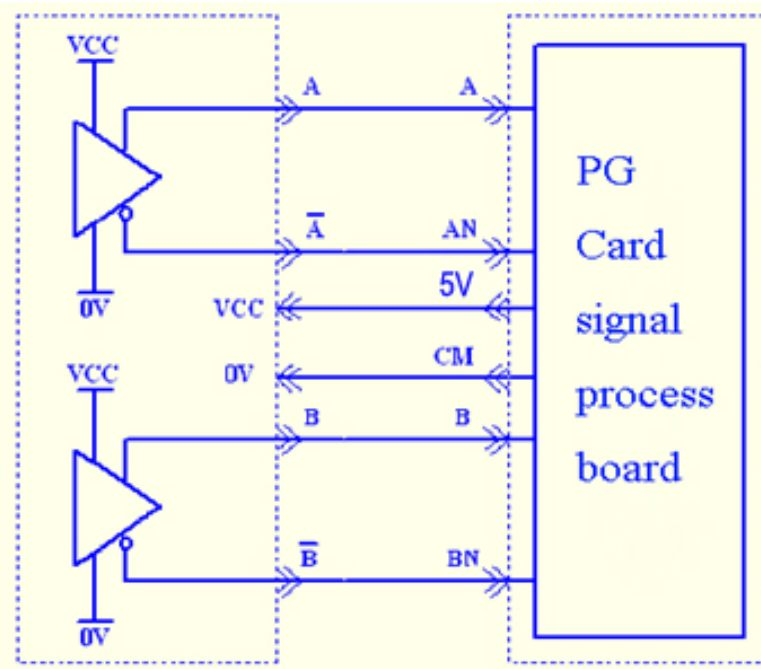 VCC
A A
A̅ AN
0V
VCC 5V
0V CM
VCC
B B
B̅ BN
0V
PG
Card
signal
process
board